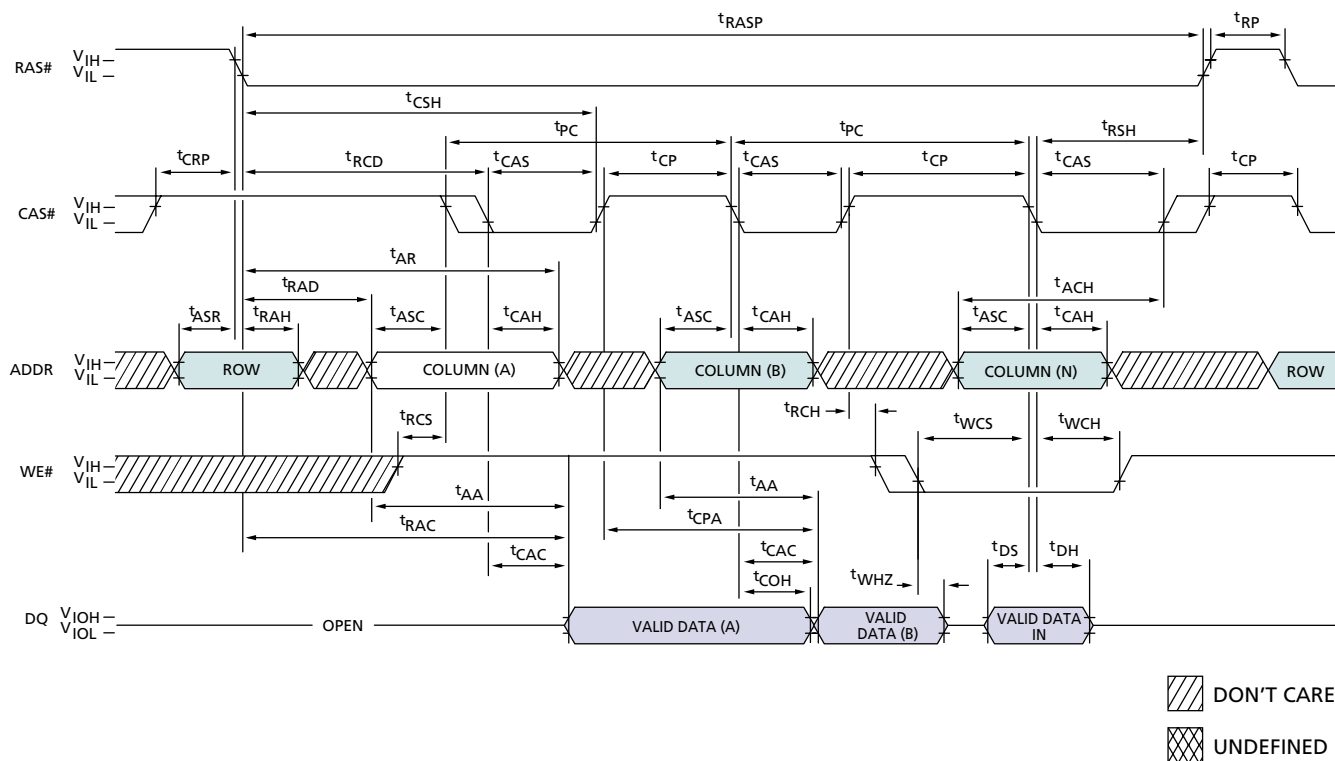 tRASP
tRP
RAS#
VIH
VIL
tCSH
tPC
tPC
tRSH
tCRP
tRCD
tCAS
tCP
tCAS
tCP
tCAS
tCP
CAS#
VIH
VIL
tAR
tRAD
tACH
tASR
tRAH
tASC
tCAH
tASC
tCAH
tASC
tCAH
ADDR
VIH
VIL
ROW
COLUMN (A)
COLUMN (B)
COLUMN (N)
ROW
tRCS
tRCH
tWCS
tWCH
WE#
VIH
VIL
tAA
tAA
tRAC
tCPA
tCAC
tCAC
tCOH
tWHZ
tDS
tDH
DQ
VIOH
VIOL
OPEN
VALID DATA (A)
VALID
DATA (B)
VALID DATA
IN
DON'T CARE
UNDEFINED